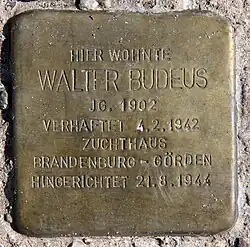 HIER WOHNTE
WALTER BUDEUS
JG. 1902
VERHAFTET 4.2.1942
ZUCHTHAUS
BRANDENBURG-GÖRDEN
HINGERICHTET 21.8.1944